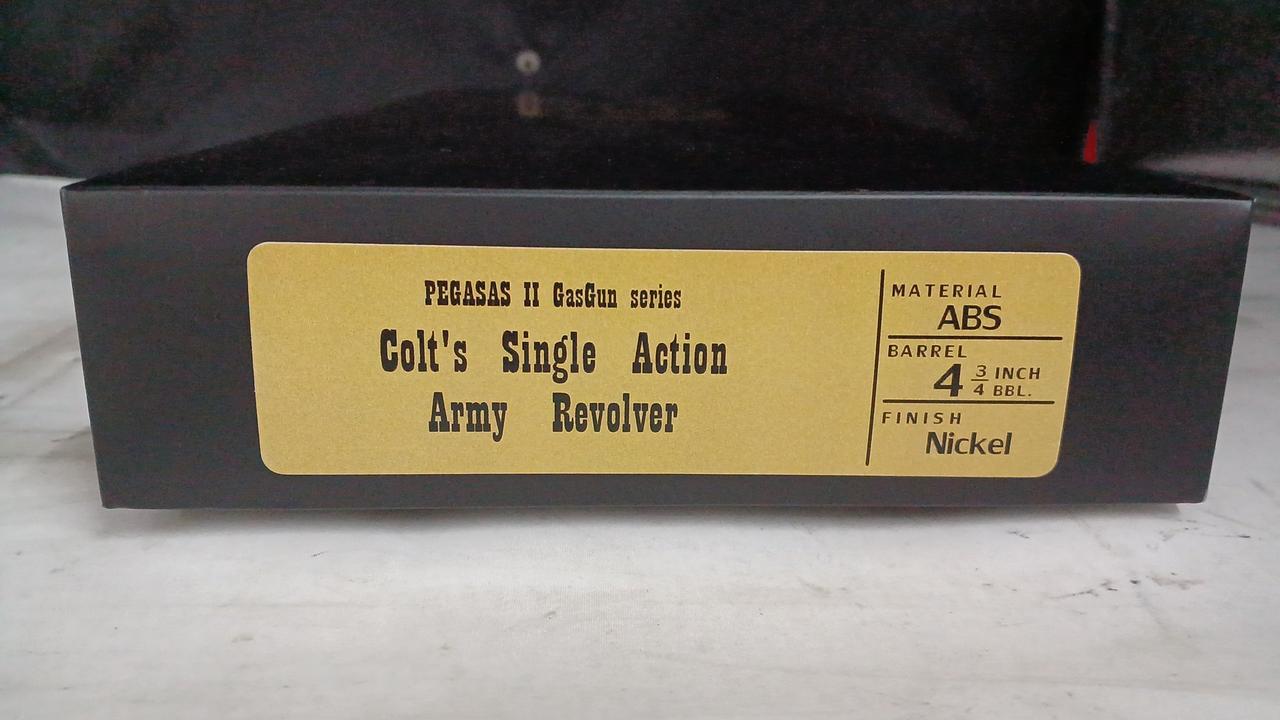 PEGASAS II GasGun series
Colt's Single Action
Army Revolver
MATERIAL
ABS
BARREL
4 3/4 INCH BBL.
FINISH
Nickel